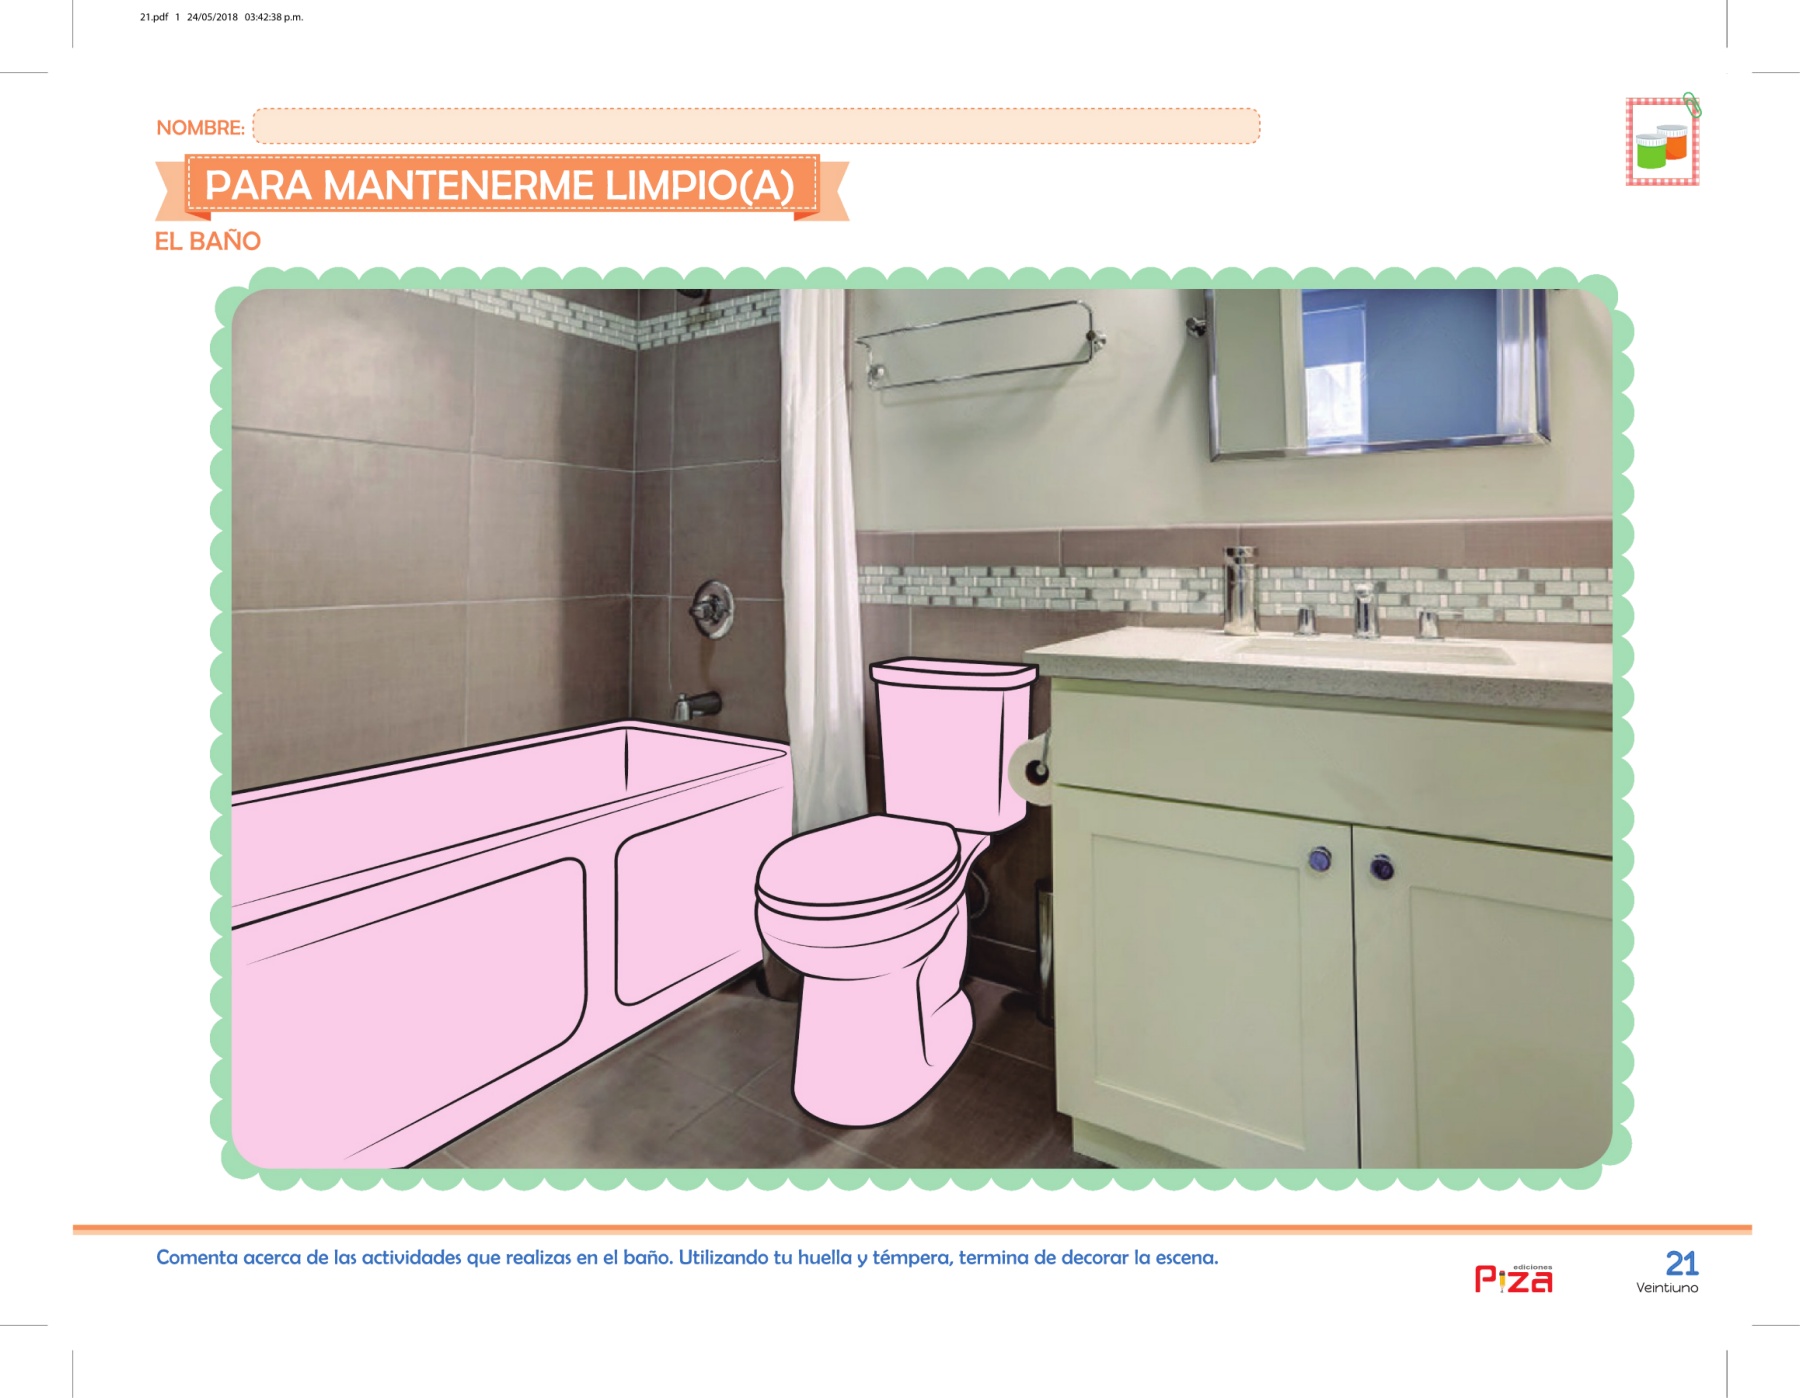 21.pdf 1 24/05/2018 03:42:38 p.m.
NOMBRE:
PARA MANTENERME LIMPIO(A)
EL BAÑO
Comenta acerca de las actividades que realizas en el baño. Utilizando tu huella y témpera, termina de decorar la escena.
ediciones
Piza
21
Veintiuno